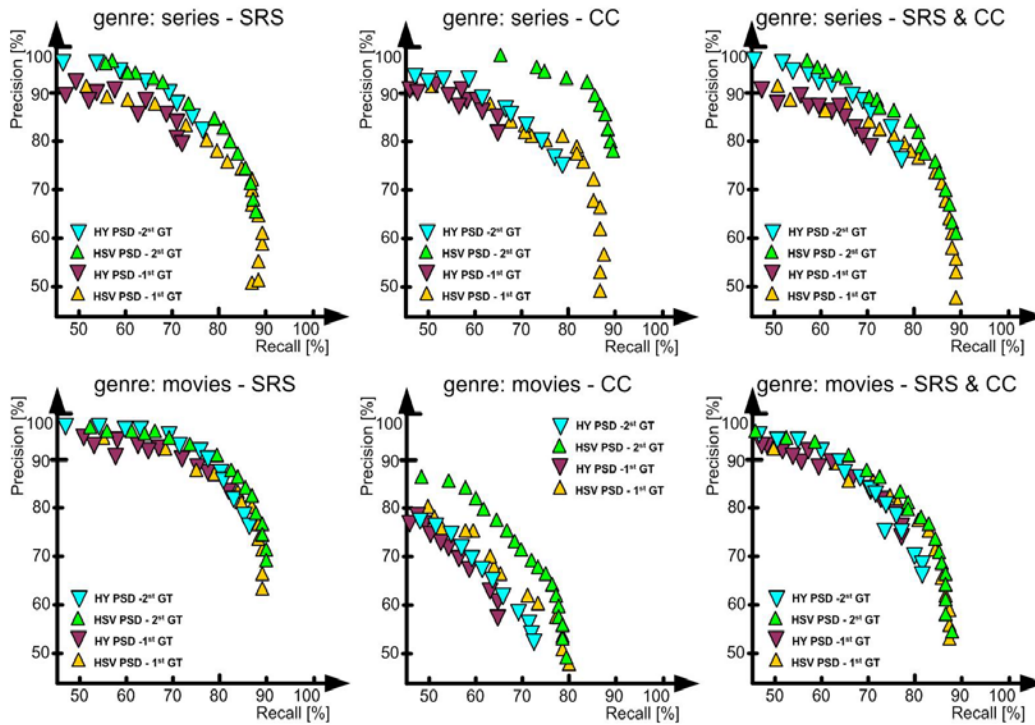 genre: series - SRS
Precision [%]
100
90
80
70
60
50
HY PSD -2ˢᵗ GT
HSV PSD - 2ˢᵗ GT
HY PSD -1ˢᵗ GT
HSV PSD - 1ˢᵗ GT
50 60 70 80 90 100
Recall [%]
genre: series - CC
Precision [%]
100
90
80
70
60
50
HY PSD -2ˢᵗ GT
HSV PSD - 2ˢᵗ GT
HY PSD -1ˢᵗ GT
HSV PSD - 1ˢᵗ GT
50 60 70 80 90 100
Recall [%]
genre: series - SRS & CC
Precision [%]
100
90
80
70
60
50
HY PSD -2ˢᵗ GT
HSV PSD - 2ˢᵗ GT
HY PSD -1ˢᵗ GT
HSV PSD - 1ˢᵗ GT
50 60 70 80 90 100
Recall [%]
genre: movies - SRS
Precision [%]
100
90
80
70
60
50
HY PSD -2ˢᵗ GT
HSV PSD - 2ˢᵗ GT
HY PSD -1ˢᵗ GT
HSV PSD - 1ˢᵗ GT
50 60 70 80 90 100
Recall [%]
genre: movies - CC
Precision [%]
100
90
80
70
60
50
HY PSD -2ˢᵗ GT
HSV PSD - 2ˢᵗ GT
HY PSD -1ˢᵗ GT
HSV PSD - 1ˢᵗ GT
50 60 70 80 90 100
Recall [%]
genre: movies - SRS & CC
Precision [%]
100
90
80
70
60
50
HY PSD -2ˢᵗ GT
HSV PSD - 2ˢᵗ GT
HY PSD -1ˢᵗ GT
HSV PSD - 1ˢᵗ GT
50 60 70 80 90 100
Recall [%]